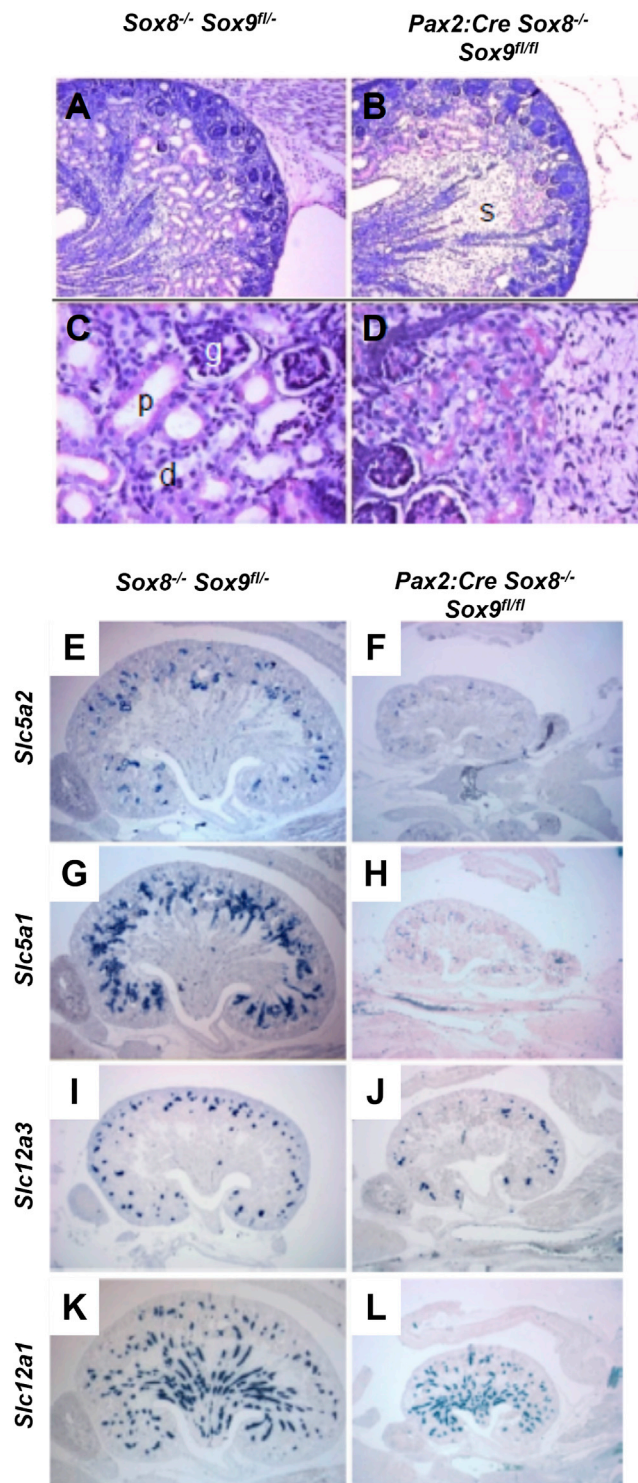 Sox8-/- Sox9fl/-
Pax2:Cre Sox8-/-
Sox9fl/fl
A
B
s
C
g
p
d
D
Sox8-/- Sox9fl/-
Pax2:Cre Sox8-/-
Sox9fl/fl
E
F
Slc5a2
G
H
Slc5a1
I
J
Slc12a3
K
L
Slc12a1